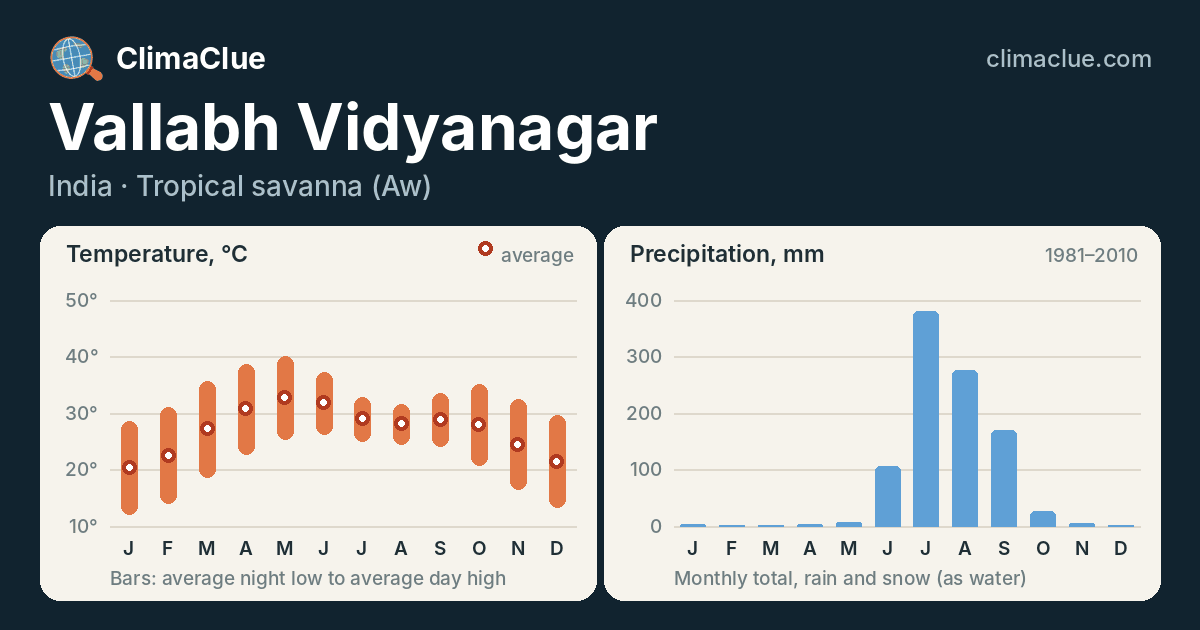 ClimaClue
climaclue.com
Vallabh Vidyanagar
India · Tropical savanna (Aw)
Temperature, °C
average
50°
40°
30°
20°
10°
J F M A M J J A S O N D
Bars: average night low to average day high
Precipitation, mm
1981–2010
400
300
200
100
0
J F M A M J J A S O N D
Monthly total, rain and snow (as water)